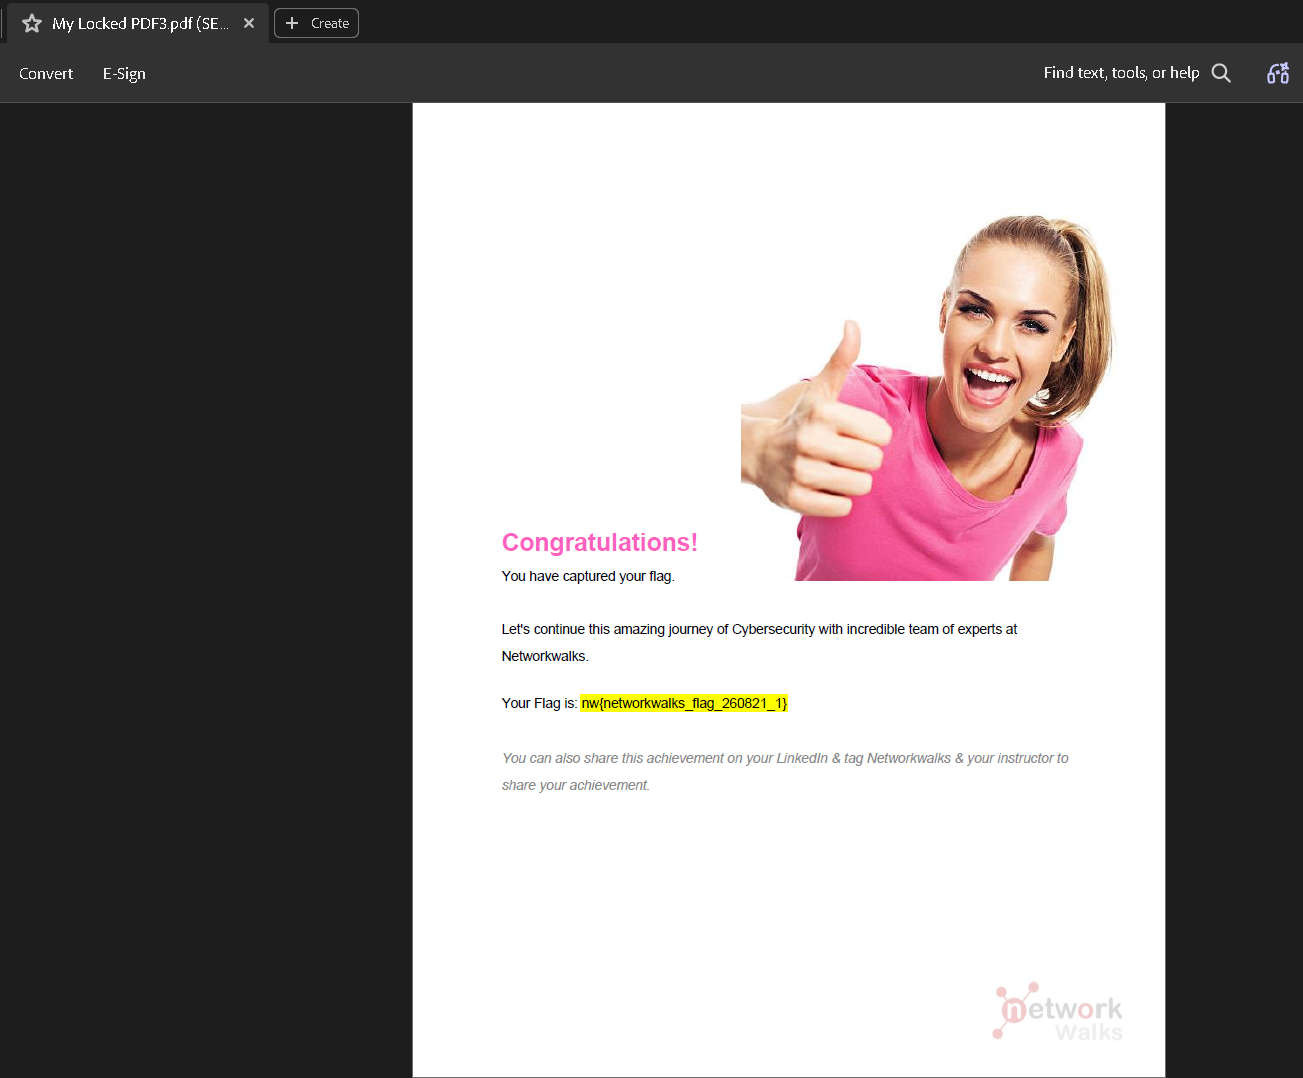 My Locked PDF3.pdf (SE...
Create
Convert
E-Sign
Find text, tools, or help
Congratulations!
You have captured your flag.
Let's continue this amazing journey of Cybersecurity with incredible team of experts at
Networkwalks.
Your Flag is: nw{networkwalks_flag_260821_1}
You can also share this achievement on your LinkedIn & tag Networkwalks & your instructor to
share your achievement.
network
Walks